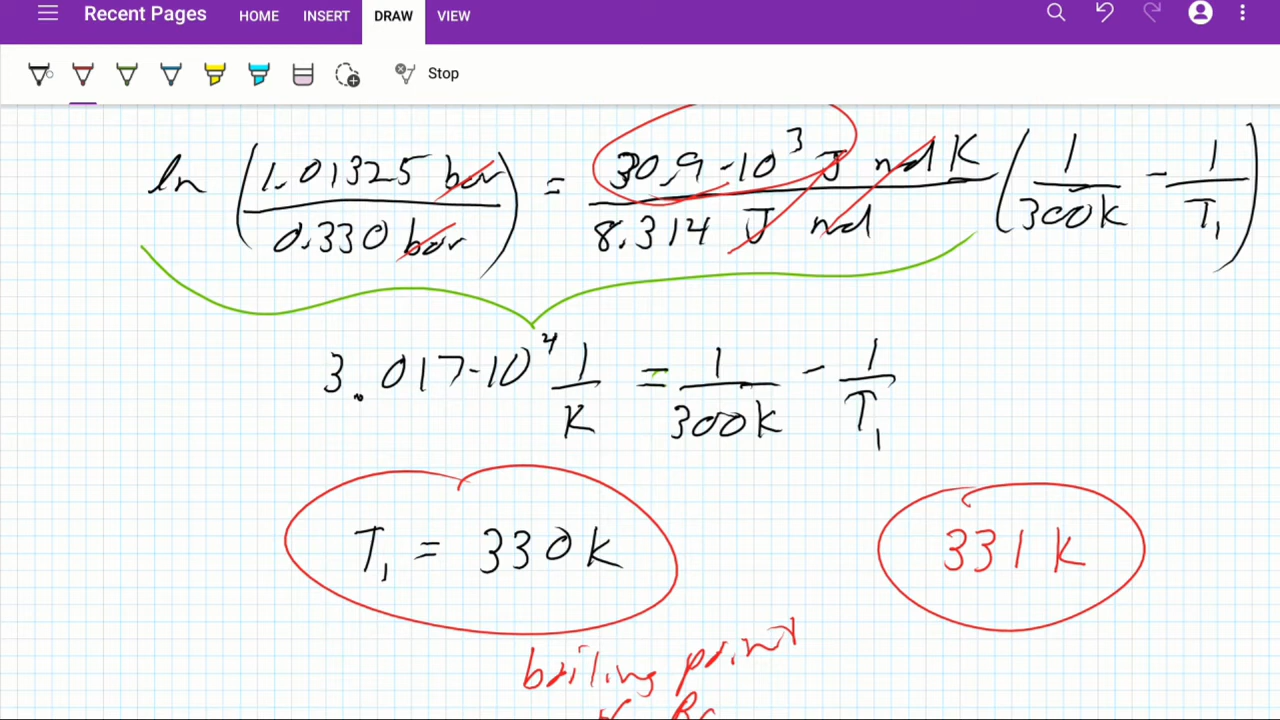 Recent Pages HOME INSERT DRAW VIEW
Stop
ln (1.01325 bar / 0.330 bar) = 30.9·10³ J mol K / 8.314 J mol (1/300K - 1/T₁)
3.017·10⁴ 1/K = 1/300K - 1/T₁
T₁ = 330K
331K
boiling point